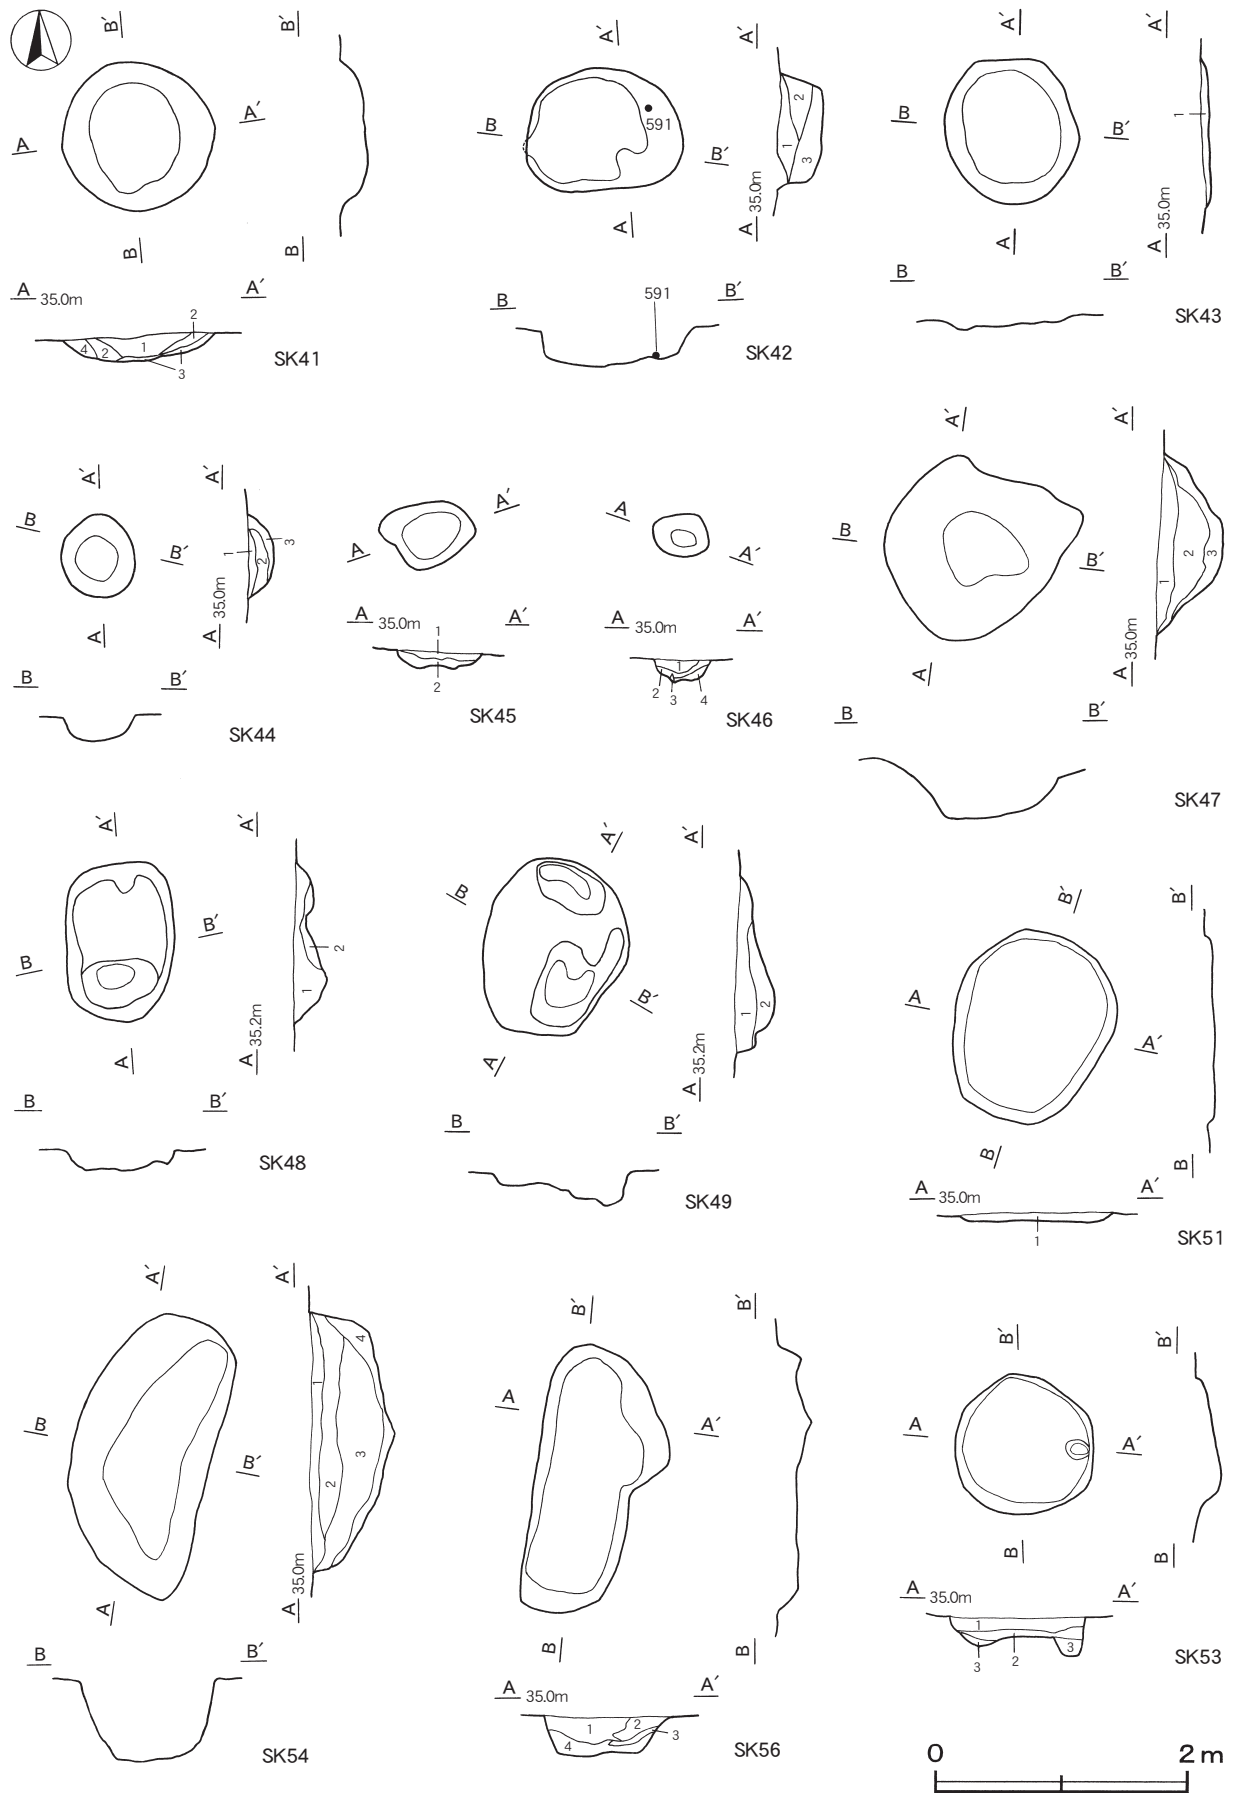 B′
B′
A
A′
B
B
A 35.0m A′
4 2 1 2 3
SK41
A′
A′
B
591
B′
A
A 35.0m
1 2 3
B 591 B′
SK42
A′
A′
B
B′
A
A 35.0m
1
B B′
SK43
A′
A′
B
B′
A
A 35.0m
1 2 3
B B′
SK44
A′
A
A 35.0m A′
1
2
SK45
A
A′
A 35.0m A′
1
2 3 4
SK46
A′
A′
B
B′
A
A 35.0m
1 2 3
B B′
SK47
A′
A′
B′
B
A
A 35.2m
1 2
B B′
SK48
A′
A′
B
B′
A
A 35.2m
1 2
B B′
SK49
B′
B′
A
A′
B
B
A 35.0m A′
1
SK51
A′
A′
B
B′
A
A 35.0m
1 2 3 4
B B′
SK54
B′
B′
A
A′
B
B
A 35.0m A′
1 2 3 4
SK56
B′
B′
A
A′
B
B
A 35.0m A′
1
3 2 3
SK53
0 2m